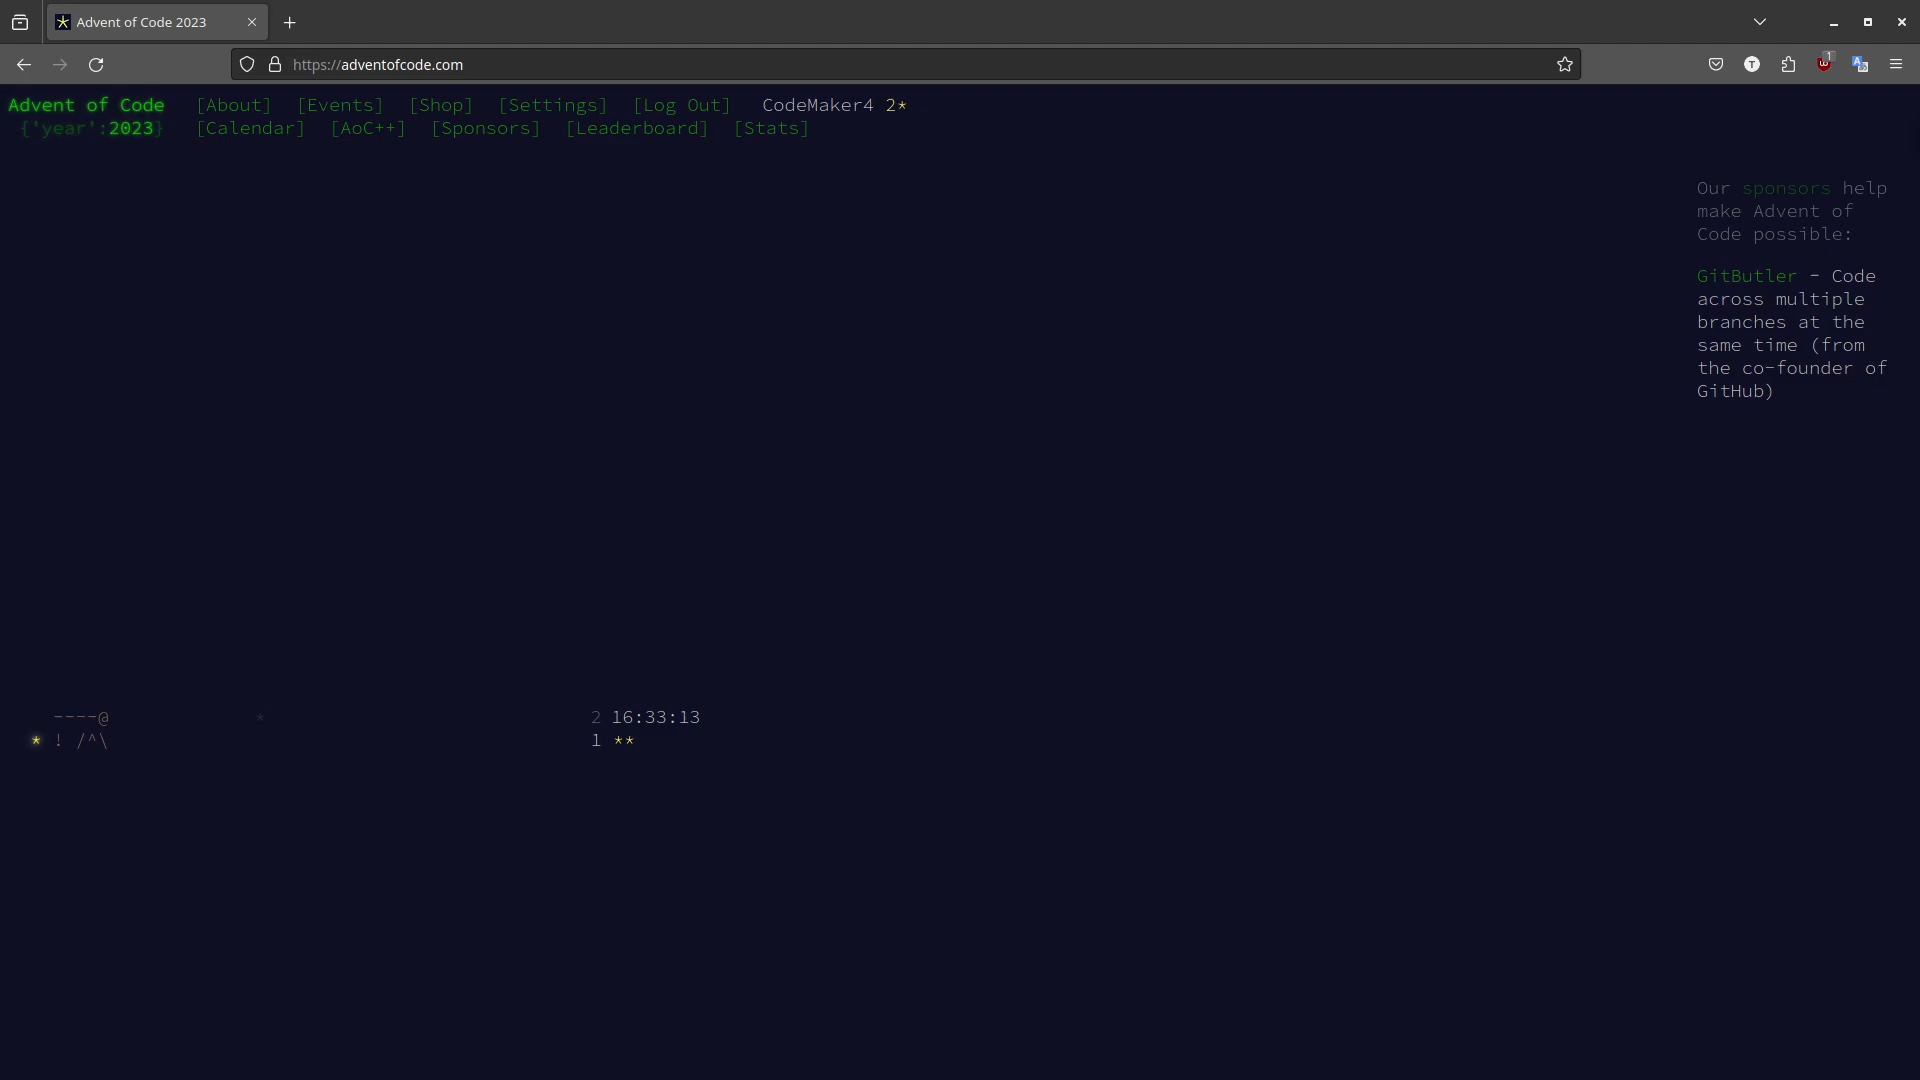 Advent of Code 2023
https://adventofcode.com
1
Advent of Code [About] [Events] [Shop] [Settings] [Log Out] CodeMaker4 2*
{'year':2023} [Calendar] [AoC++] [Sponsors] [Leaderboard] [Stats]
Our sponsors help
make Advent of
Code possible:
GitButler - Code
across multiple
branches at the
same time (from
the co-founder of
GitHub)
----@ * 2 16:33:13
* ! /^\ 1 **